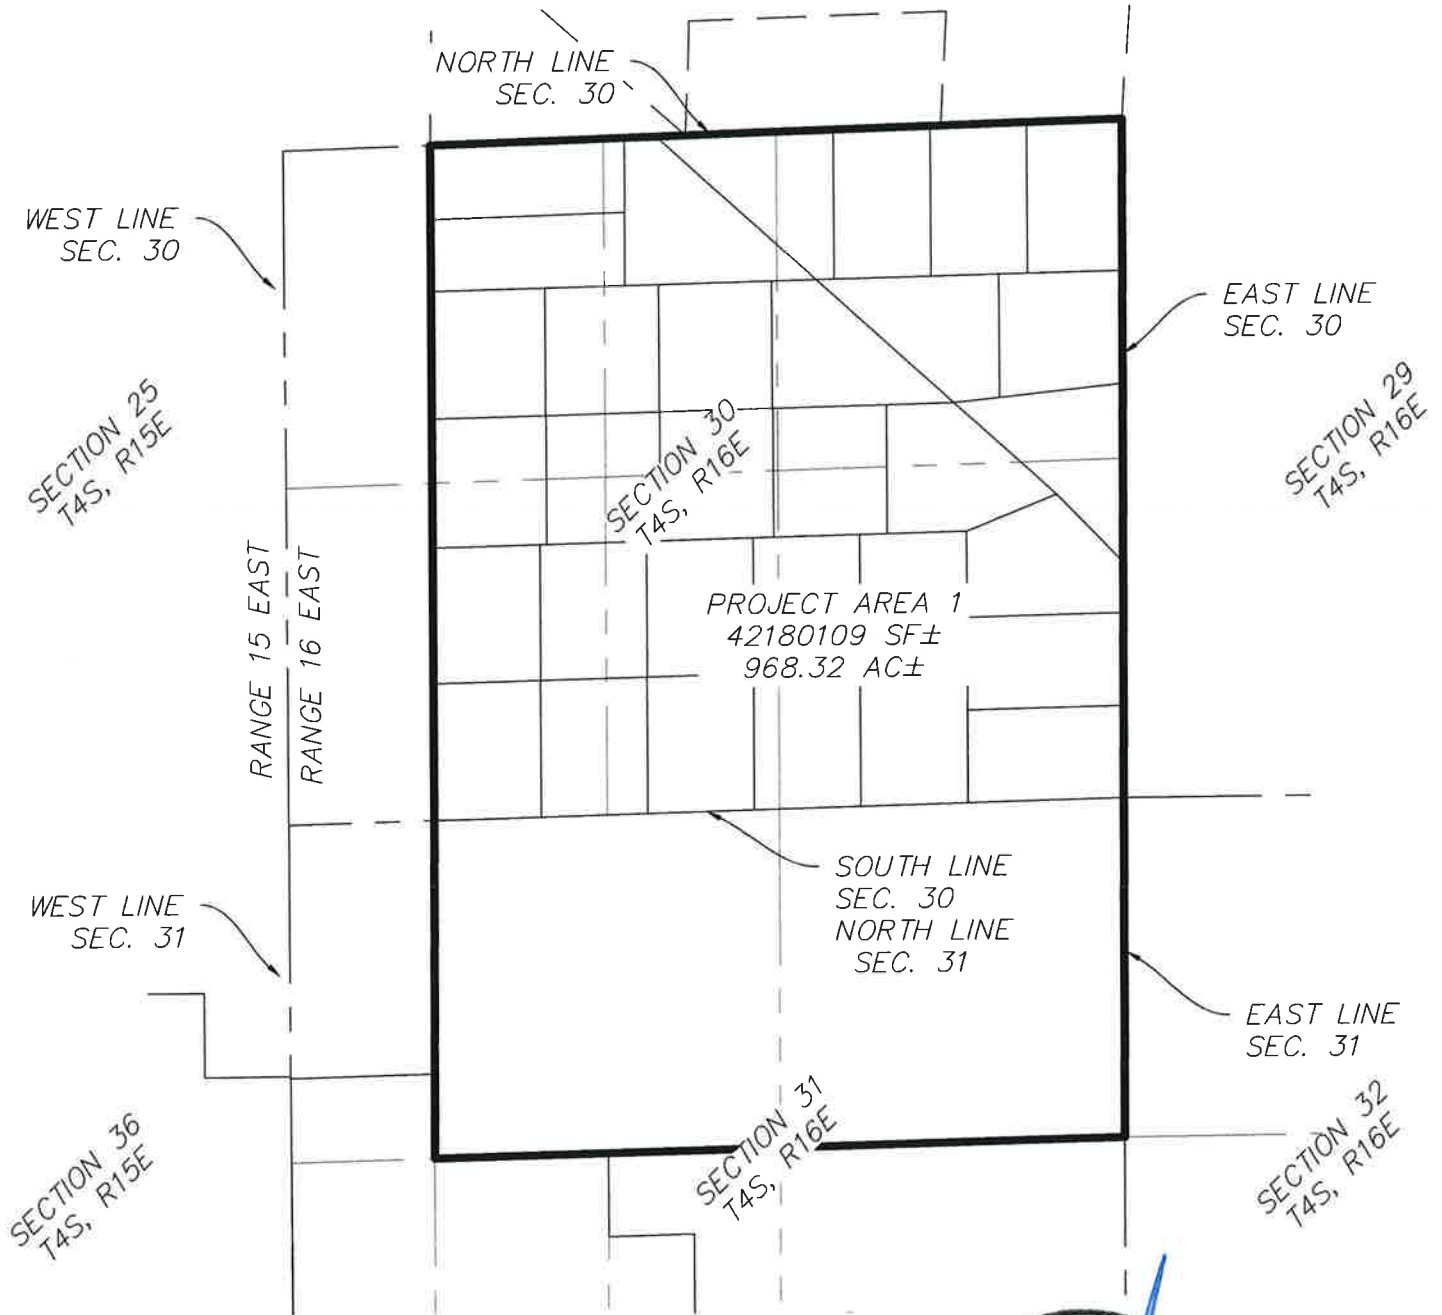 NORTH LINE
SEC. 30
WEST LINE
SEC. 30
EAST LINE
SEC. 30
SECTION 25
T4S, R15E
SECTION 30
T4S, R16E
SECTION 29
T4S, R16E
RANGE 15 EAST
RANGE 16 EAST
PROJECT AREA 1
42180109 SF±
968.32 AC±
SOUTH LINE
SEC. 30
NORTH LINE
SEC. 31
WEST LINE
SEC. 31
EAST LINE
SEC. 31
SECTION 36
T4S, R15E
SECTION 31
T4S, R16E
SECTION 32
T4S, R16E